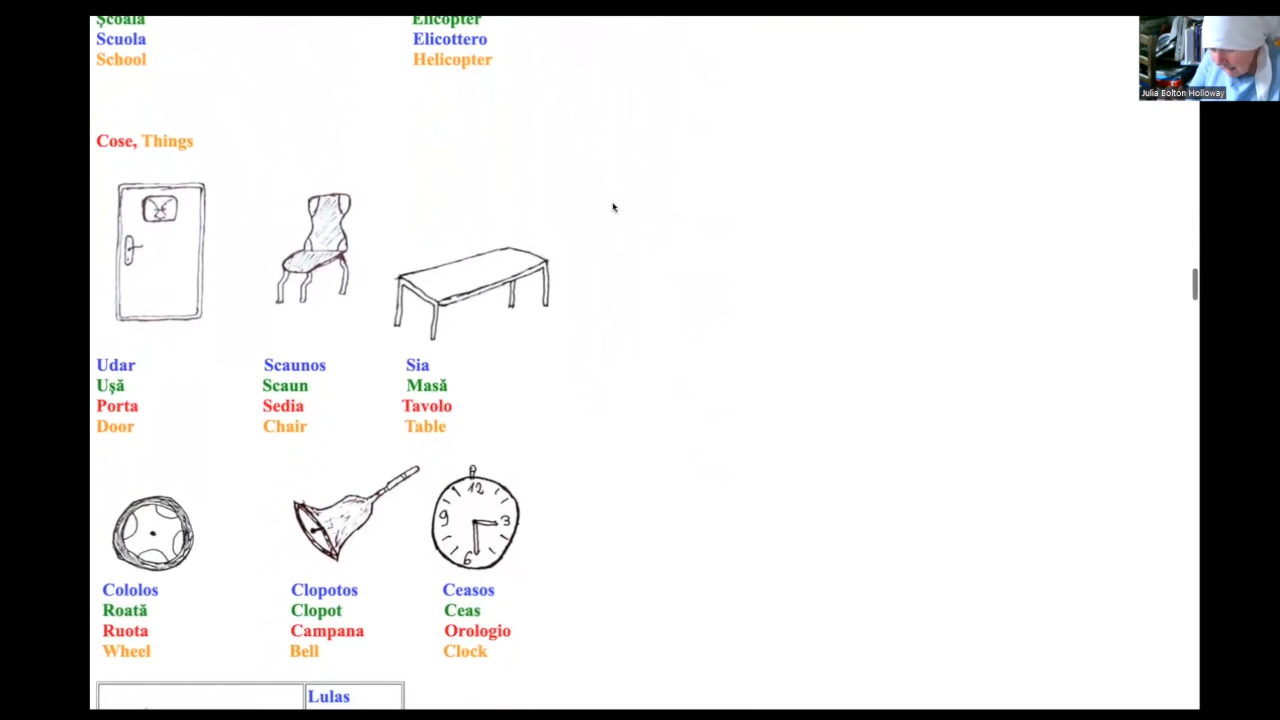 Școală
Elicopter
Scuola
Elicottero
School
Helicopter
Julia Bolton Holloway
Cose, Things
Udar
Scaunos
Sia
Ușă
Scaun
Masă
Porta
Sedia
Tavolo
Door
Chair
Table
12
9
3
6
Cololos
Clopotos
Ceasos
Roată
Clopot
Ceas
Ruota
Campana
Orologio
Wheel
Bell
Clock
Lulas